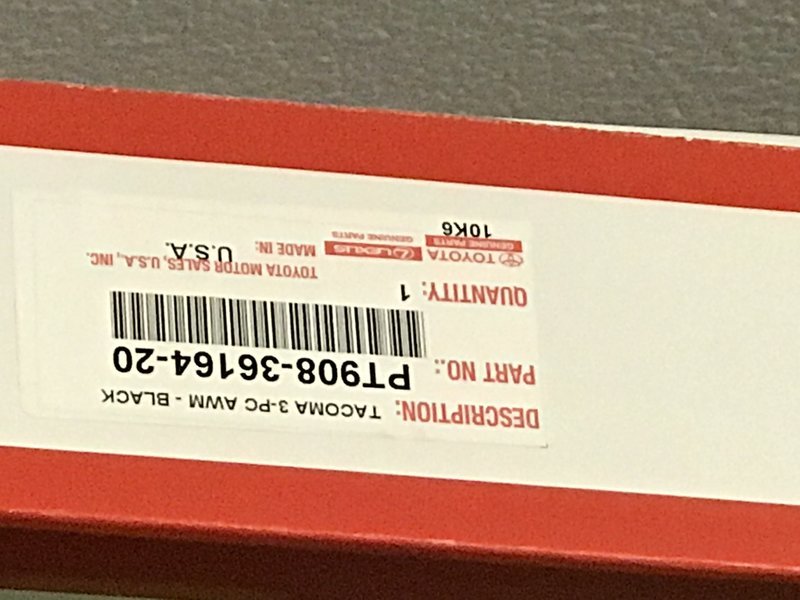 DESCRIPTION: TACOMA 3-PC AWM - BLACK
PART NO.: PT908-36164-20
QUANTITY: 1
TOYOTA GENUINE PARTS
LEXUS GENUINE PARTS
10K6
TOYOTA MOTOR SALES, U.S.A., INC.
MADE IN: U.S.A.